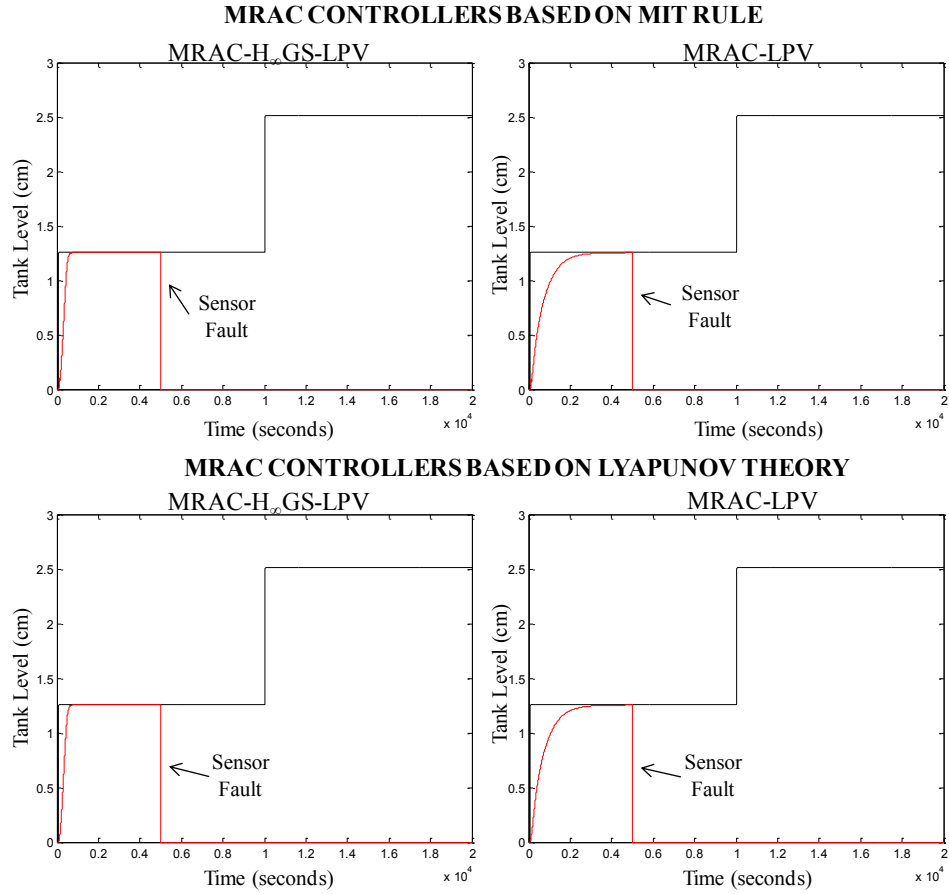 MRAC CONTROLLERS BASED ON MIT RULE
MRAC-H∞GS-LPV
MRAC-LPV
Tank Level (cm)
3
2.5
2
1.5
1
0.5
0
Sensor
Fault
0 0.2 0.4 0.6 0.8 1 1.2 1.4 1.6 1.8 2
x 10^4
Time (seconds)
Tank Level (cm)
3
2.5
2
1.5
1
0.5
0
Sensor
Fault
0 0.2 0.4 0.6 0.8 1 1.2 1.4 1.6 1.8 2
x 10^4
Time (seconds)
MRAC CONTROLLERS BASED ON LYAPUNOV THEORY
MRAC-H∞GS-LPV
MRAC-LPV
Tank Level (cm)
3
2.5
2
1.5
1
0.5
0
Sensor
Fault
0 0.2 0.4 0.6 0.8 1 1.2 1.4 1.6 1.8 2
x 10^4
Time (seconds)
Tank Level (cm)
3
2.5
2
1.5
1
0.5
0
Sensor
Fault
0 0.2 0.4 0.6 0.8 1 1.2 1.4 1.6 1.8 2
x 10^4
Time (seconds)